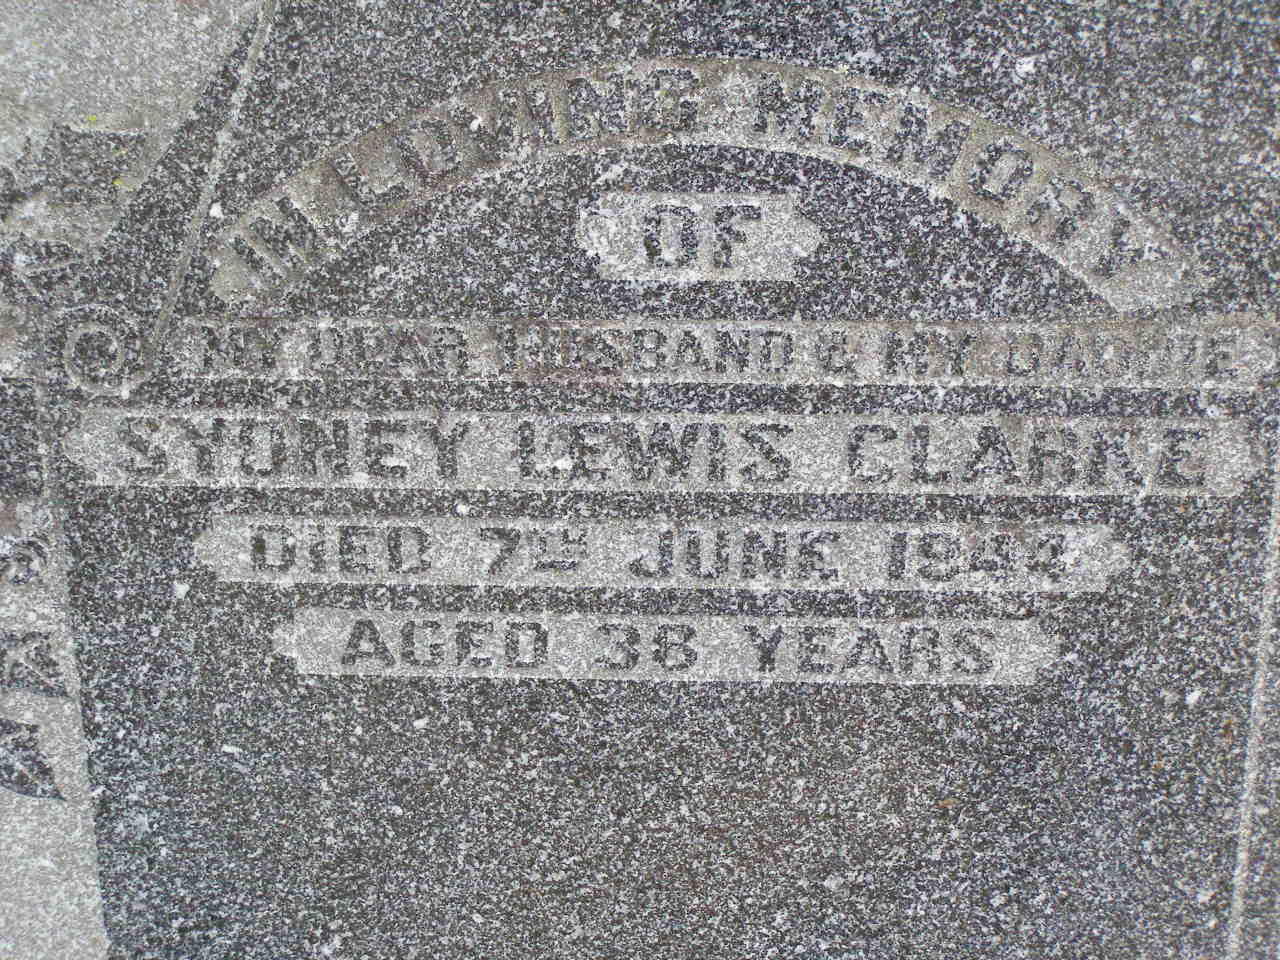 IN LOVING MEMORY
OF
MY DEAR HUSBAND & MY DADDIE
SYDNEY LEWIS CLARKE
DIED 7TH JUNE 1944
AGED 38 YEARS